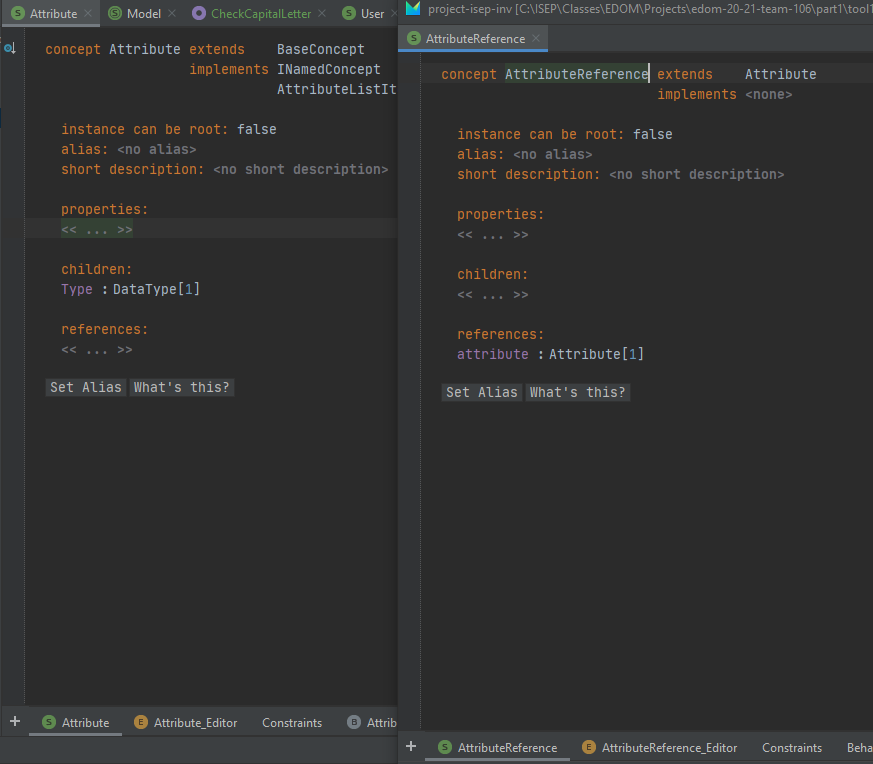 Attribute
Model
CheckCapitalLetter
User
concept Attribute extends BaseConcept
implements INamedConcept
AttributeListIt
instance can be root: false
alias: <no alias>
short description: <no short description>
properties:
<< ... >>
children:
Type : DataType[1]
references:
<< ... >>
Set Alias What's this?
+ Attribute Attribute_Editor Constraints Attrib
project-isep-inv [C:\ISEP\Classes\EDOM\Projects\edom-20-21-team-106\part1\tool1
AttributeReference
concept AttributeReference extends Attribute
implements <none>
instance can be root: false
alias: <no alias>
short description: <no short description>
properties:
<< ... >>
children:
<< ... >>
references:
attribute : Attribute[1]
Set Alias What's this?
+ AttributeReference AttributeReference_Editor Constraints Beha